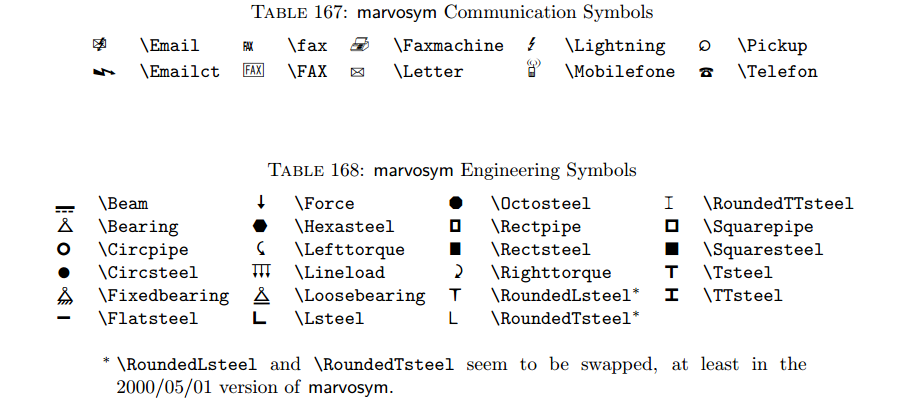 TABLE 167: marvosym Communication Symbols
\Email \fax \Faxmachine \Lightning \Pickup
\Emailct FAX \FAX \Letter \Mobilefone \Telefon
TABLE 168: marvosym Engineering Symbols
\Beam \Force \Octosteel \RoundedTTsteel
\Bearing \Hexasteel \Rectpipe \Squarepipe
\Circpipe \Lefttorque \Rectsteel \Squaresteel
\Circsteel \Lineload \Righttorque \Tsteel
\Fixedbearing \Loosebearing \RoundedLsteel* \TTsteel
\Flatsteel \Lsteel \RoundedTsteel*
* \RoundedLsteel and \RoundedTsteel seem to be swapped, at least in the
2000/05/01 version of marvosym.